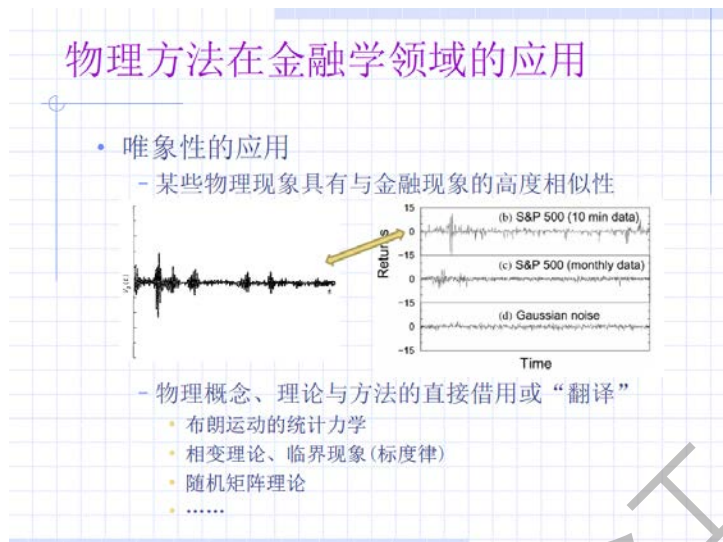 物理方法在金融学领域的应用
• 唯象性的应用
－某些物理现象具有与金融现象的高度相似性
15
(b) S&P 500 (10 min data)
0
Returns
-15
(c) S&P 500 (monthly data)
0
-15
(d) Gaussian noise
0
-15
Time
－物理概念、理论与方法的直接借用或“翻译”
• 布朗运动的统计力学
• 相变理论、临界现象(标度律)
• 随机矩阵理论
• ……